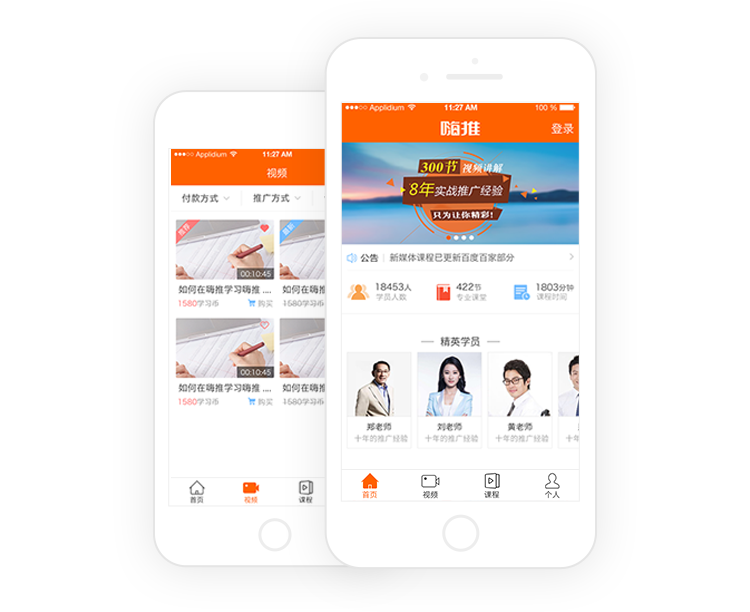 Applidium
11:27 AM
视频
付款方式
推广方式
推荐
最新
00:10:45
如何在嗨推学习嗨推 ....
如何在嗨
1580学习币
购买
1580学习币
00:10:45
如何在嗨推学习嗨推 ....
如何在嗨
1580学习币
购买
1580学习币
首页
视频
课程
Applidium
11:27 AM
100 %
嗨推
登录
300节 视频讲解
8年实战推广经验
只为让你精彩!
公告
新媒体课程已更新百度百家部分
18453人
学员人数
422节
专业课堂
1803分钟
课程时间
精英学员
郑老师
十年的推广经验
刘老师
十年的推广经验
黄老师
十年的推广经验
十年
首页
视频
课程
个人